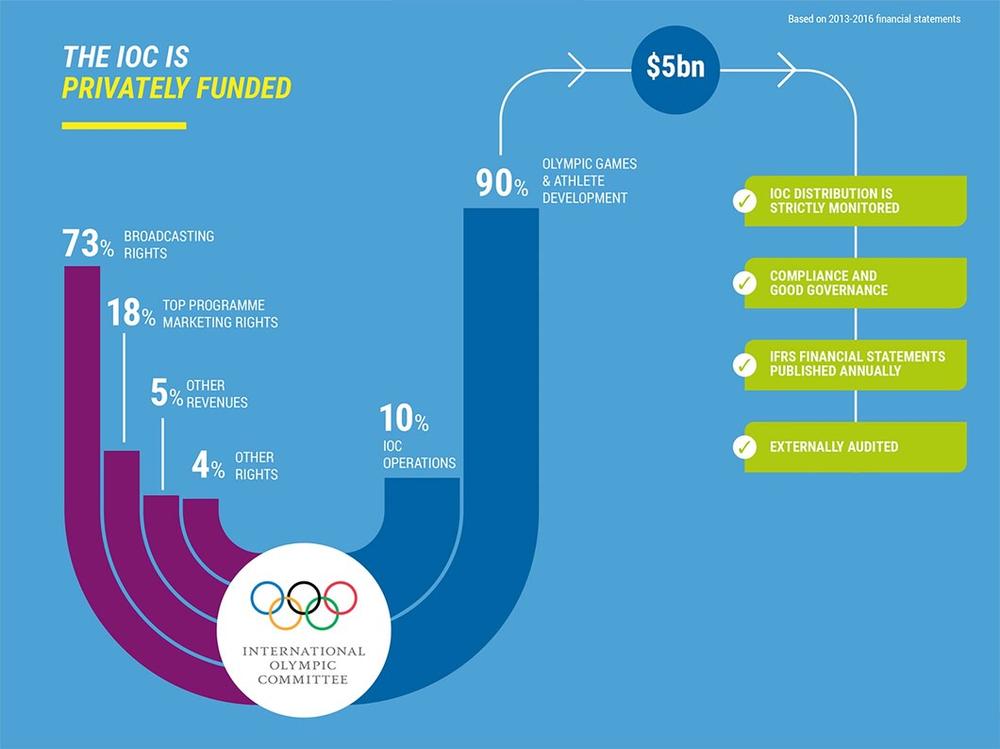 Based on 2013-2016 financial statements
THE IOC IS
PRIVATELY FUNDED
$5bn
90%
OLYMPIC GAMES
& ATHLETE
DEVELOPMENT
73%
BROADCASTING
RIGHTS
18%
TOP PROGRAMME
MARKETING RIGHTS
5%
OTHER
REVENUES
4%
OTHER
RIGHTS
10%
IOC
OPERATIONS
IOC DISTRIBUTION IS
STRICTLY MONITORED
COMPLIANCE AND
GOOD GOVERNANCE
IFRS FINANCIAL STATEMENTS
PUBLISHED ANNUALLY
EXTERNALLY AUDITED
INTERNATIONAL
OLYMPIC
COMMITTEE